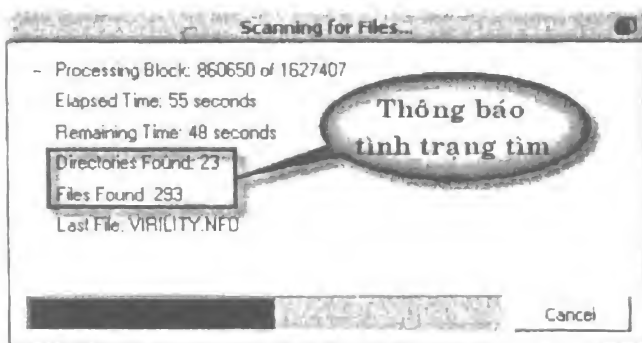 Scanning for Files...
- Processing Block: 860650 of 1627407
Elapsed Time: 55 seconds
Remaining Time: 48 seconds
Directories Found: 23
Files Found: 293
Last File: VIRILITY.NFO
Thông báo
tình trạng tìm
Cancel